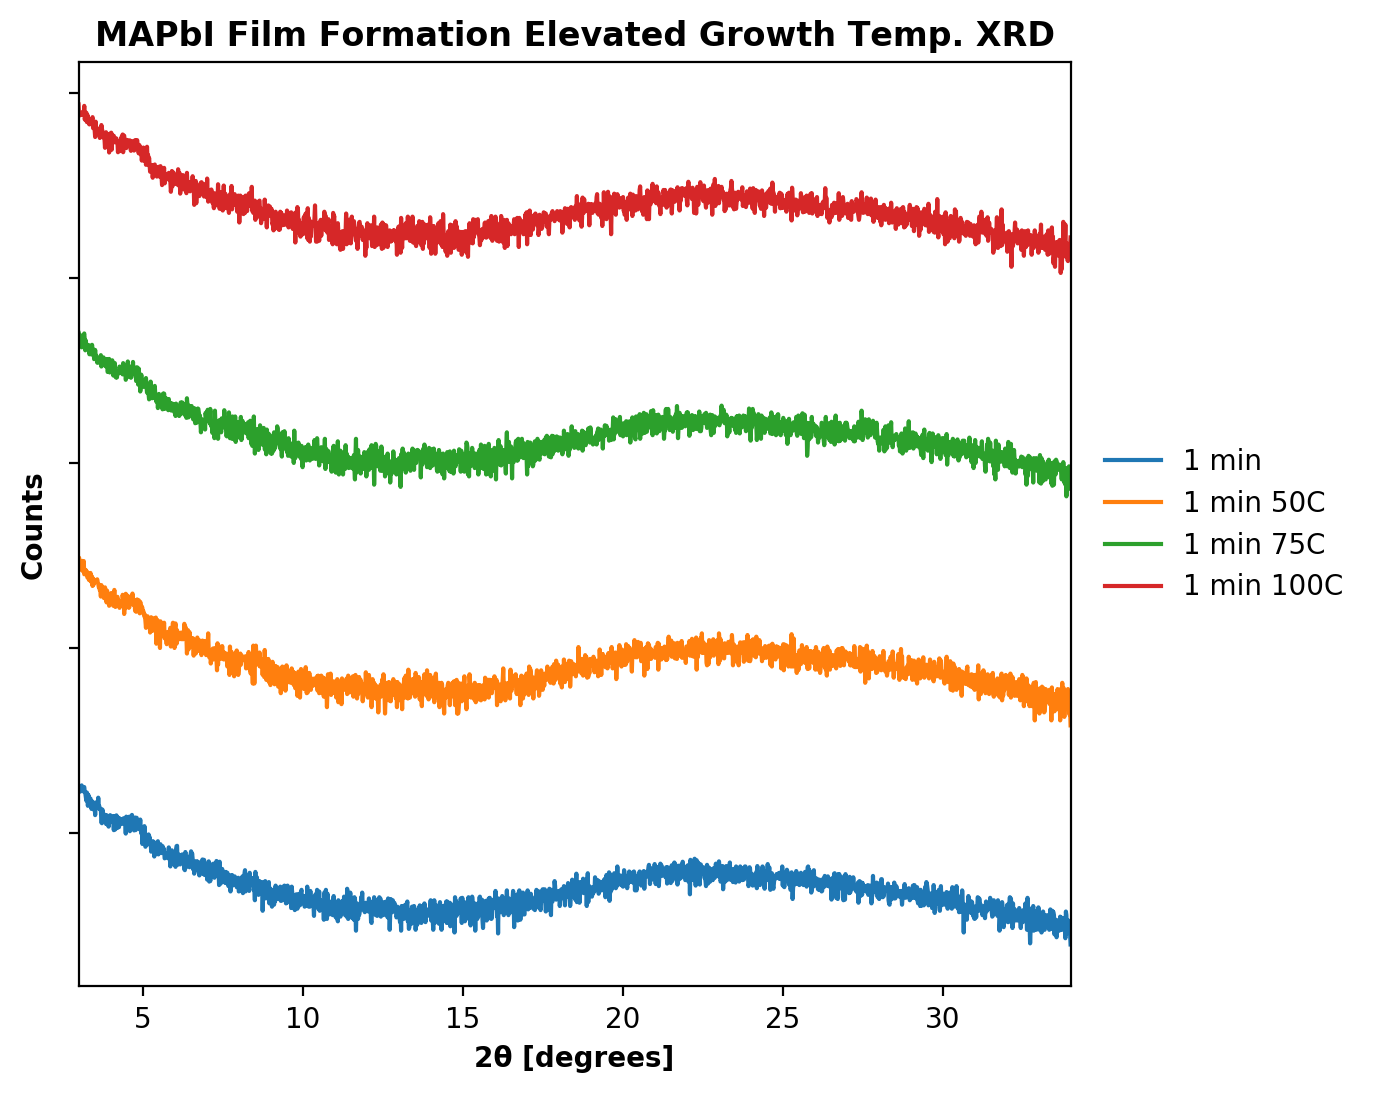 MAPbI Film Formation Elevated Growth Temp. XRD
Counts
1 min
1 min 50C
1 min 75C
1 min 100C
5 10 15 20 25 30
2θ [degrees]